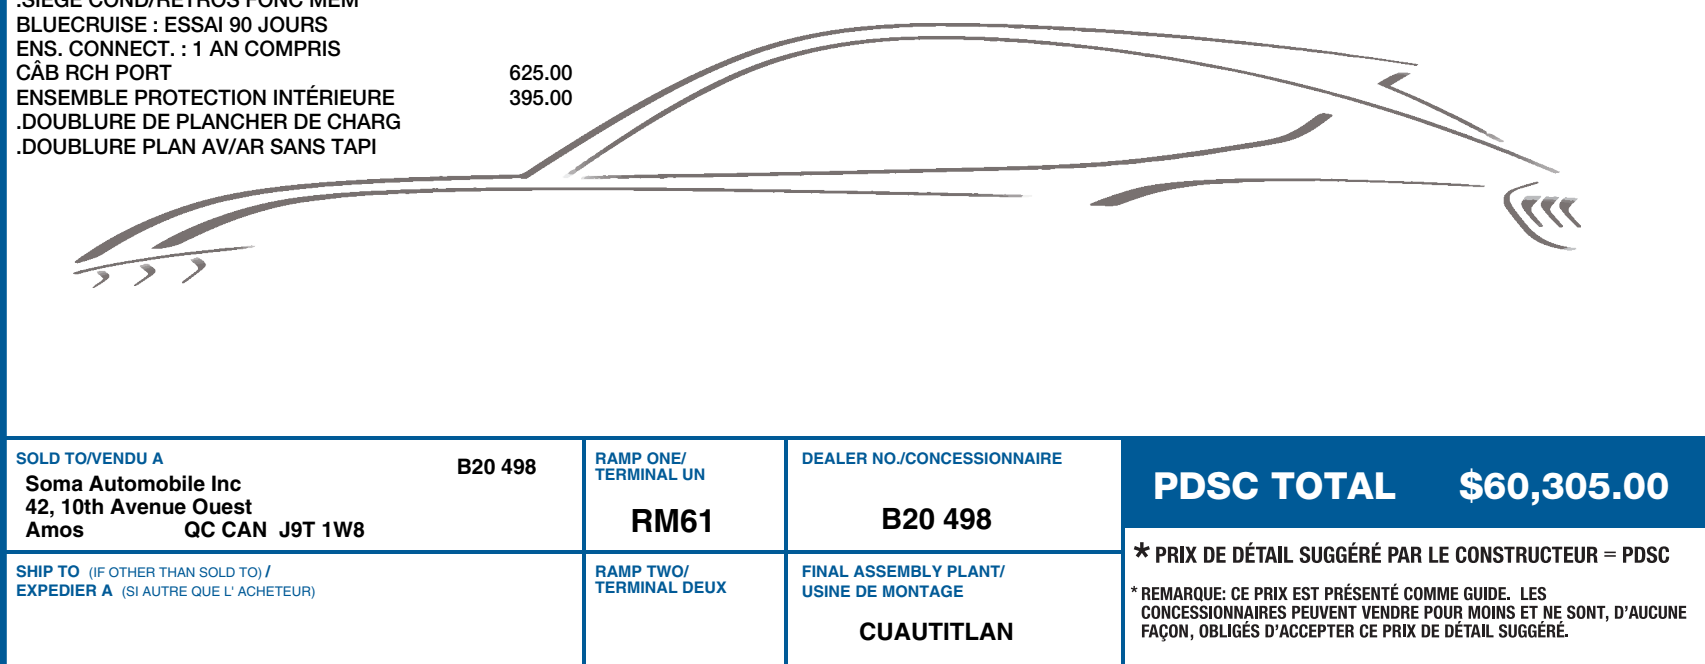 .SIEGE COND/RETROS FONC MEM
BLUECRUISE : ESSAI 90 JOURS
ENS. CONNECT. : 1 AN COMPRIS
CÂB RCH PORT 625.00
ENSEMBLE PROTECTION INTÉRIEURE 395.00
.DOUBLURE DE PLANCHER DE CHARG
.DOUBLURE PLAN AV/AR SANS TAPI
SOLD TO/VENDU A B20 498
Soma Automobile Inc
42, 10th Avenue Ouest
Amos QC CAN J9T 1W8
RAMP ONE/
TERMINAL UN
RM61
DEALER NO./CONCESSIONNAIRE
B20 498
PDSC TOTAL $60,305.00
SHIP TO (IF OTHER THAN SOLD TO) /
EXPEDIER A (SI AUTRE QUE L' ACHETEUR)
RAMP TWO/
TERMINAL DEUX
FINAL ASSEMBLY PLANT/
USINE DE MONTAGE
CUAUTITLAN
* PRIX DE DÉTAIL SUGGÉRÉ PAR LE CONSTRUCTEUR = PDSC
* REMARQUE: CE PRIX EST PRÉSENTÉ COMME GUIDE. LES
CONCESSIONNAIRES PEUVENT VENDRE POUR MOINS ET NE SONT, D'AUCUNE
FAÇON, OBLIGÉS D'ACCEPTER CE PRIX DE DÉTAIL SUGGÉRÉ.